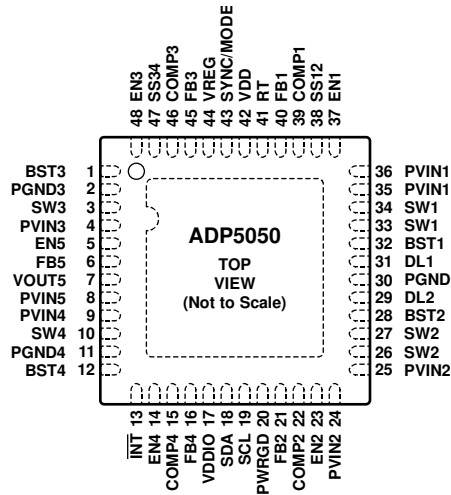 48 EN3
47 SS34
46 COMP3
45 FB3
44 VREG
43 SYNC/MODE
42 VDD
41 RT
40 FB1
39 COMP1
38 SS12
37 EN1
BST3 1
PGND3 2
SW3 3
PVIN3 4
EN5 5
FB5 6
VOUT5 7
PVIN5 8
PVIN4 9
SW4 10
PGND4 11
BST4 12
ADP5050
TOP
VIEW
(Not to Scale)
36 PVIN1
35 PVIN1
34 SW1
33 SW1
32 BST1
31 DL1
30 PGND
29 DL2
28 BST2
27 SW2
26 SW2
25 PVIN2
INT 13
EN4 14
COMP4 15
FB4 16
VDDIO 17
SDA 18
SCL 19
PWRGD 20
FB2 21
COMP2 22
EN2 23
PVIN2 24